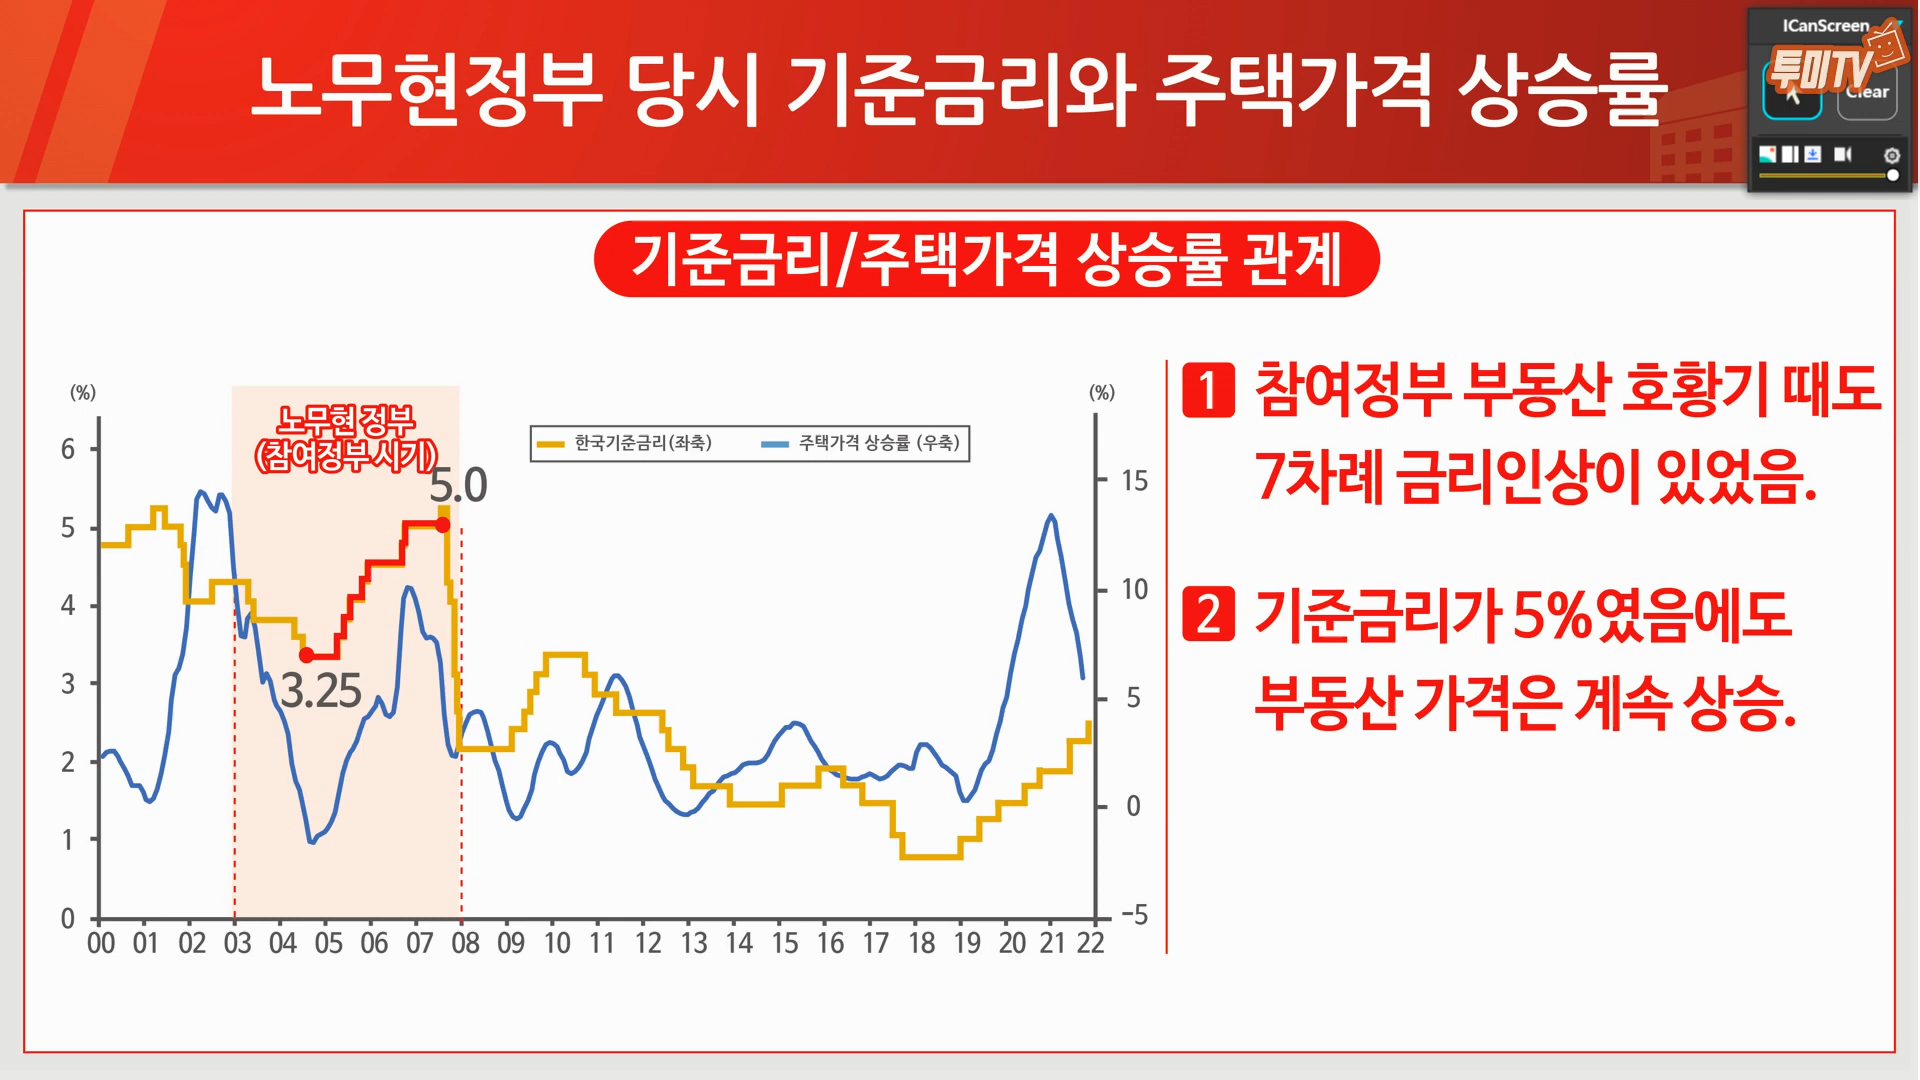 노무현정부 당시 기준금리와 주택가격 상승률
ICanScreen
투미TV
Clear
기준금리/주택가격 상승률 관계
(%)
(%)
노무현 정부
(참여정부 시기)
한국기준금리(좌축)
주택가격 상승률 (우축)
5.0
3.25
6
5
4
3
2
1
0
15
10
5
0
-5
00 01 02 03 04 05 06 07 08 09 10 11 12 13 14 15 16 17 18 19 20 21 22
1 참여정부 부동산 호황기 때도
7차례 금리인상이 있었음.
2 기준금리가 5%였음에도
부동산 가격은 계속 상승.